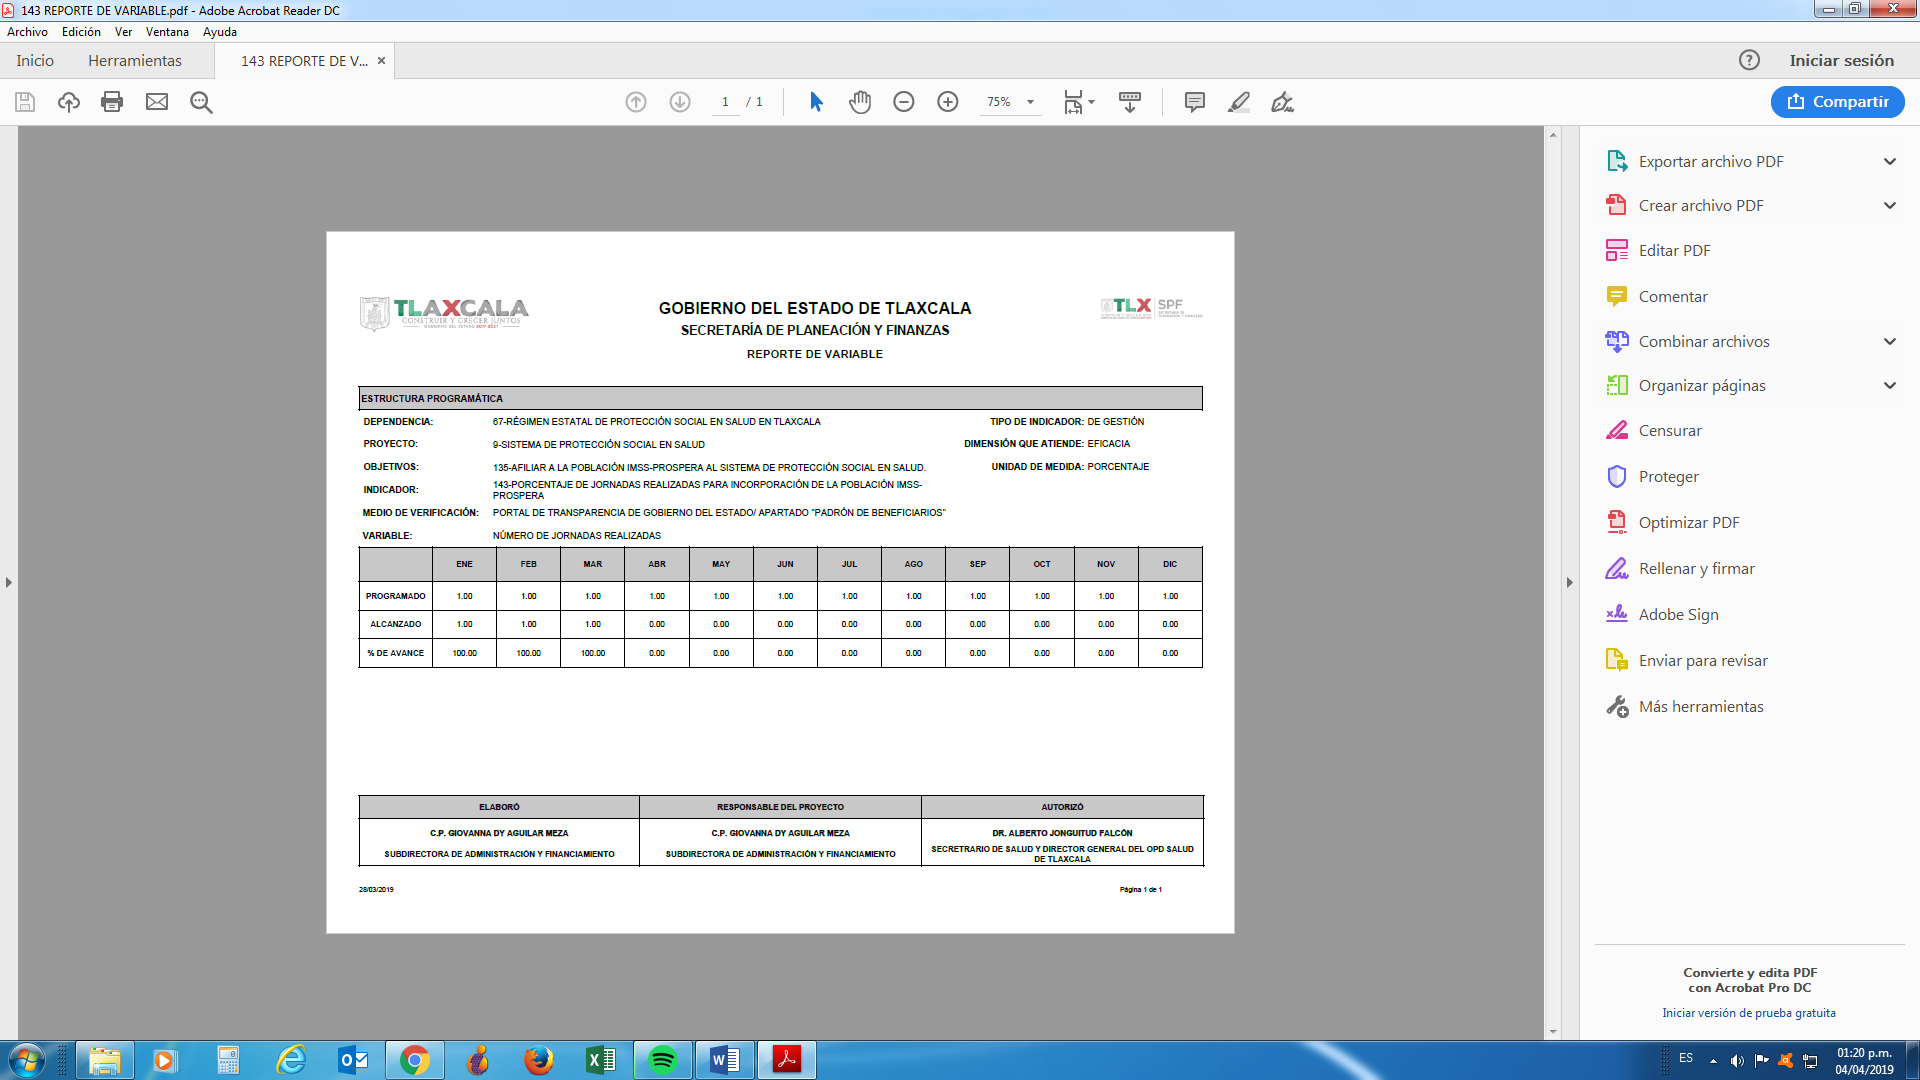 143 REPORTE DE VARIABLE.pdf - Adobe Acrobat Reader DC
Archivo Edición Ver Ventana Ayuda
Inicio Herramientas 143 REPORTE DE V... × Iniciar sesión
1 / 1 75% Compartir
TLAXCALA
CONSTRUIR Y CRECER JUNTOS
GOBIERNO DEL ESTADO 2017-2021
GOBIERNO DEL ESTADO DE TLAXCALA
SECRETARÍA DE PLANEACIÓN Y FINANZAS
REPORTE DE VARIABLE
TLX SPF
ESTRUCTURA PROGRAMÁTICA
DEPENDENCIA: 67-RÉGIMEN ESTATAL DE PROTECCIÓN SOCIAL EN SALUD EN TLAXCALA TIPO DE INDICADOR: DE GESTIÓN
PROYECTO: 9-SISTEMA DE PROTECCIÓN SOCIAL EN SALUD DIMENSIÓN QUE ATIENDE: EFICACIA
OBJETIVOS: 135-AFILIAR A LA POBLACIÓN IMSS-PROSPERA AL SISTEMA DE PROTECCIÓN SOCIAL EN SALUD. UNIDAD DE MEDIDA: PORCENTAJE
INDICADOR: 143-PORCENTAJE DE JORNADAS REALIZADAS PARA INCORPORACIÓN DE LA POBLACIÓN IMSS-
PROSPERA
MEDIO DE VERIFICACIÓN: PORTAL DE TRANSPARENCIA DE GOBIERNO DEL ESTADO/ APARTADO "PADRÓN DE BENEFICIARIOS"
VARIABLE: NÚMERO DE JORNADAS REALIZADAS
ENE FEB MAR ABR MAY JUN JUL AGO SEP OCT NOV DIC
PROGRAMADO 1.00 1.00 1.00 1.00 1.00 1.00 1.00 1.00 1.00 1.00 1.00 1.00
ALCANZADO 1.00 1.00 1.00 0.00 0.00 0.00 0.00 0.00 0.00 0.00 0.00 0.00
% DE AVANCE 100.00 100.00 100.00 0.00 0.00 0.00 0.00 0.00 0.00 0.00 0.00 0.00
ELABORÓ RESPONSABLE DEL PROYECTO AUTORIZÓ
C.P. GIOVANNA DY AGUILAR MEZA C.P. GIOVANNA DY AGUILAR MEZA DR. ALBERTO JONGUITUD FALCÓN
SUBDIRECTORA DE ADMINISTRACIÓN Y FINANCIAMIENTO SUBDIRECTORA DE ADMINISTRACIÓN Y FINANCIAMIENTO SECRETRARIO DE SALUD Y DIRECTOR GENERAL DEL OPD SALUD
DE TLAXCALA
28/03/2019 Página 1 de 1
Exportar archivo PDF
Crear archivo PDF
Editar PDF
Comentar
Combinar archivos
Organizar páginas
Censurar
Proteger
Optimizar PDF
Rellenar y firmar
Adobe Sign
Enviar para revisar
Más herramientas
Convierte y edita PDF
con Acrobat Pro DC
Iniciar versión de prueba gratuita
ES 01:20 p.m.
04/04/2019